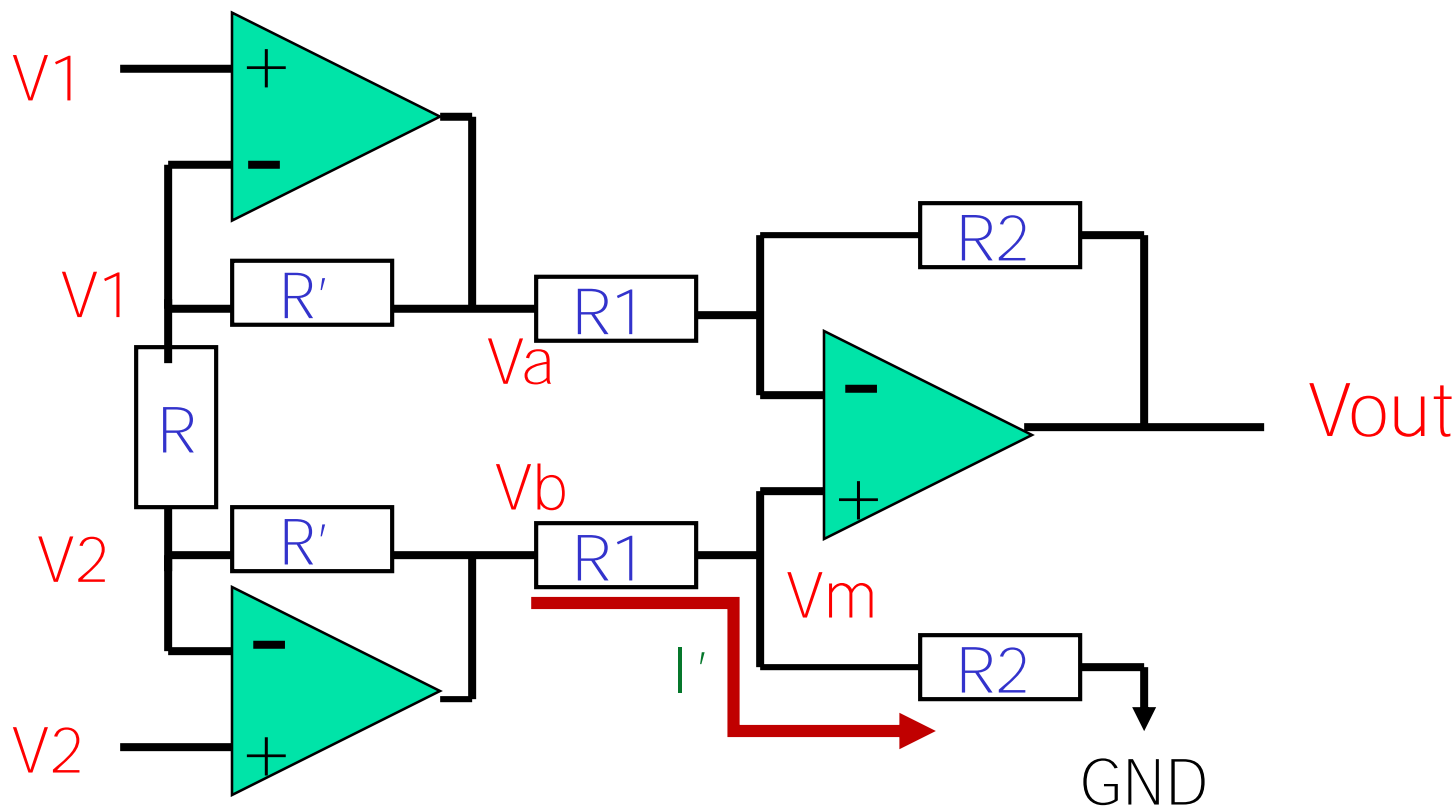 V1
+
-
R2
V1
R'
R1
Va
-
Vout
R
Vb
+
V2
R'
R1
Vm
-
I'
R2
V2
+
GND